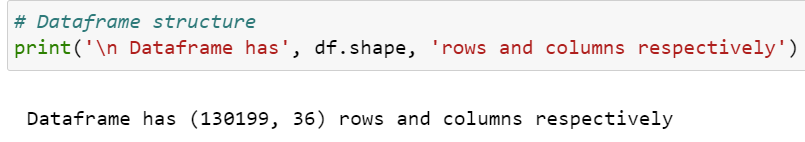 # Dataframe structure
print('\n Dataframe has', df.shape, 'rows and columns respectively')
Dataframe has (130199, 36) rows and columns respectively